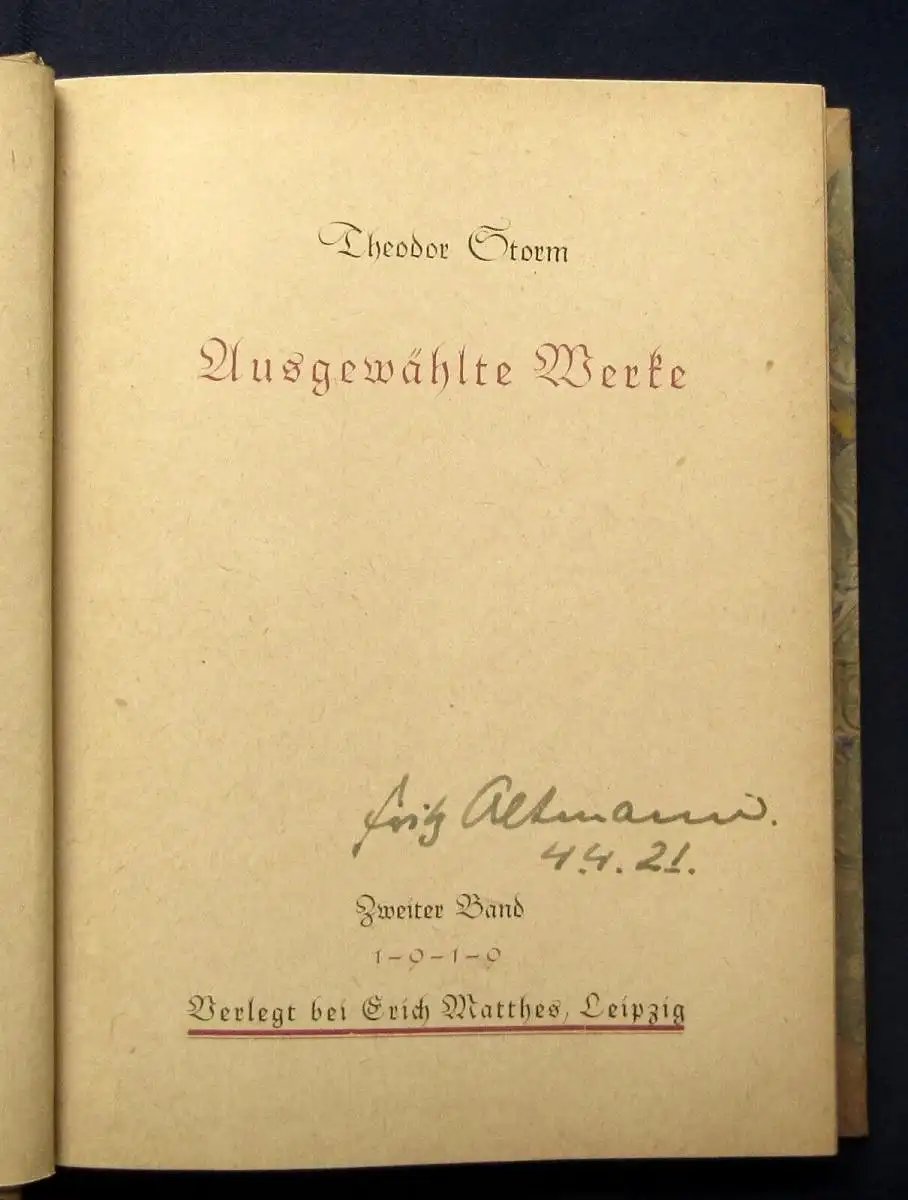 Theodor Storm
Ausgewählte Werke
Fritz Altmann.
4.4.21.
Zweiter Band
1-9-1-9
Verlegt bei Erich Matthes, Leipzig